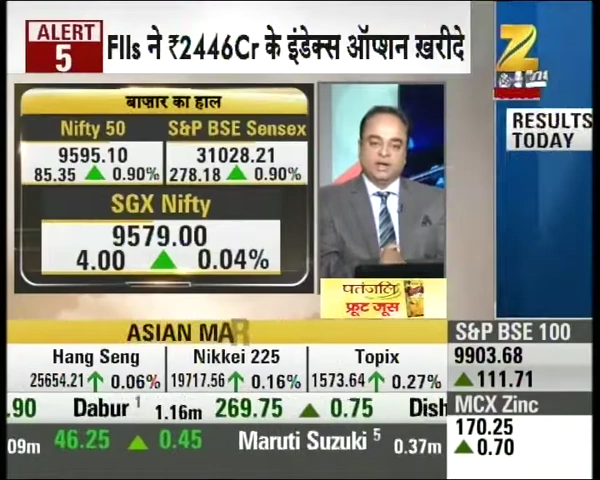 ALERT
5
FIIs ने ₹2446Cr के इंडेक्स ऑप्शन ख़रीदे
Z
RESULTS
TODAY
बाज़ार का हाल
Nifty 50
9595.10
85.35 ▲ 0.90%
S&P BSE Sensex
31028.21
278.18 ▲ 0.90%
SGX Nifty
9579.00
4.00 ▲ 0.04%
पतंजलि
फ्रूट जूस
ASIAN MAR
Hang Seng
25654.21 ↑ 0.06%
Nikkei 225
19717.56 ↑ 0.16%
Topix
1573.64 ↑ 0.27%
S&P BSE 100
9903.68
▲ 111.71
MCX Zinc
170.25
▲ 0.70
.90 Dabur 1 1.16m 269.75 ▲ 0.75 Dish
09m 46.25 ▲ 0.45 Maruti Suzuki 5 0.37m